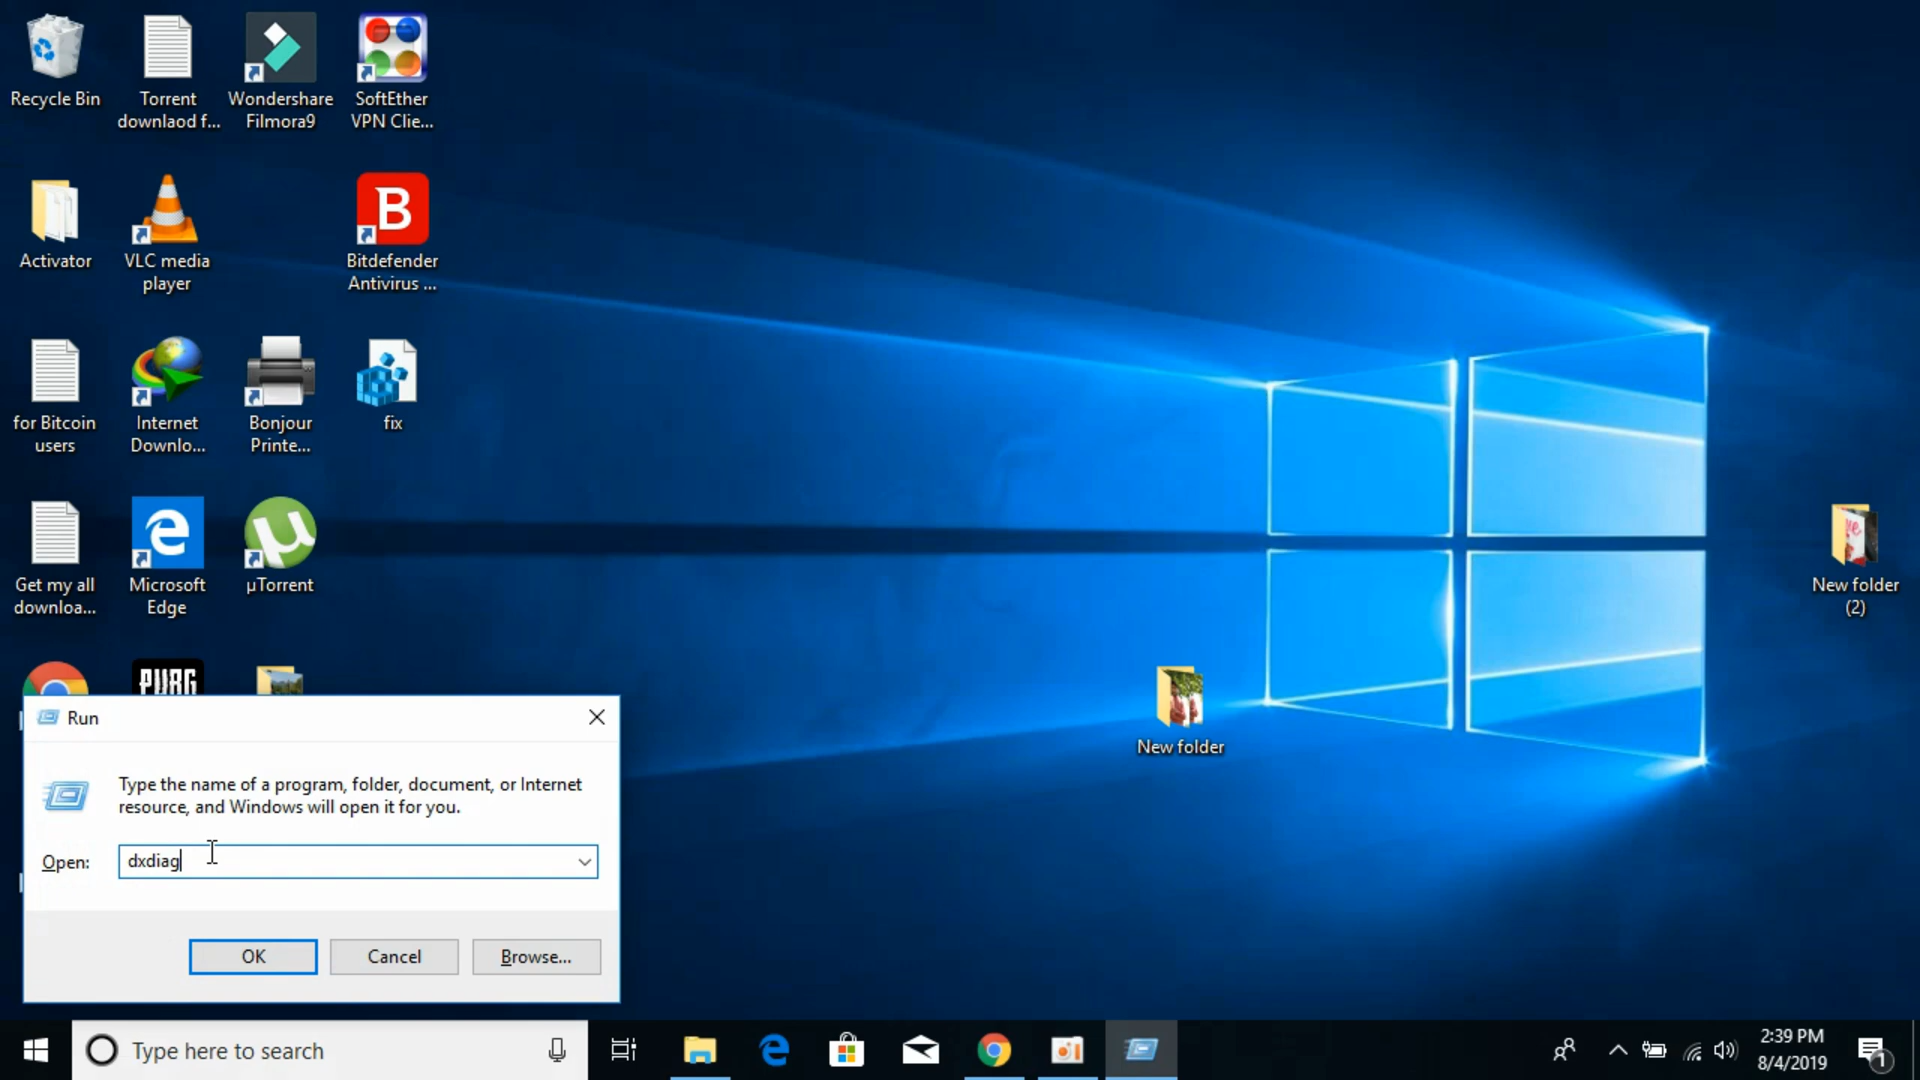 Recycle Bin
Torrent
downlaod f...
Wondershare
Filmora9
SoftEther
VPN Clie...
Activator
VLC media
player
B
Bitdefender
Antivirus ...
for Bitcoin
users
Internet
Downlo...
Bonjour
Printe...
fix
Get my all
downloa...
Microsoft
Edge
µTorrent
New folder
(2)
PUBG
New folder
Run
Type the name of a program, folder, document, or Internet
resource, and Windows will open it for you.
Open:
dxdiag
OK
Cancel
Browse...
Type here to search
2:39 PM
8/4/2019
1